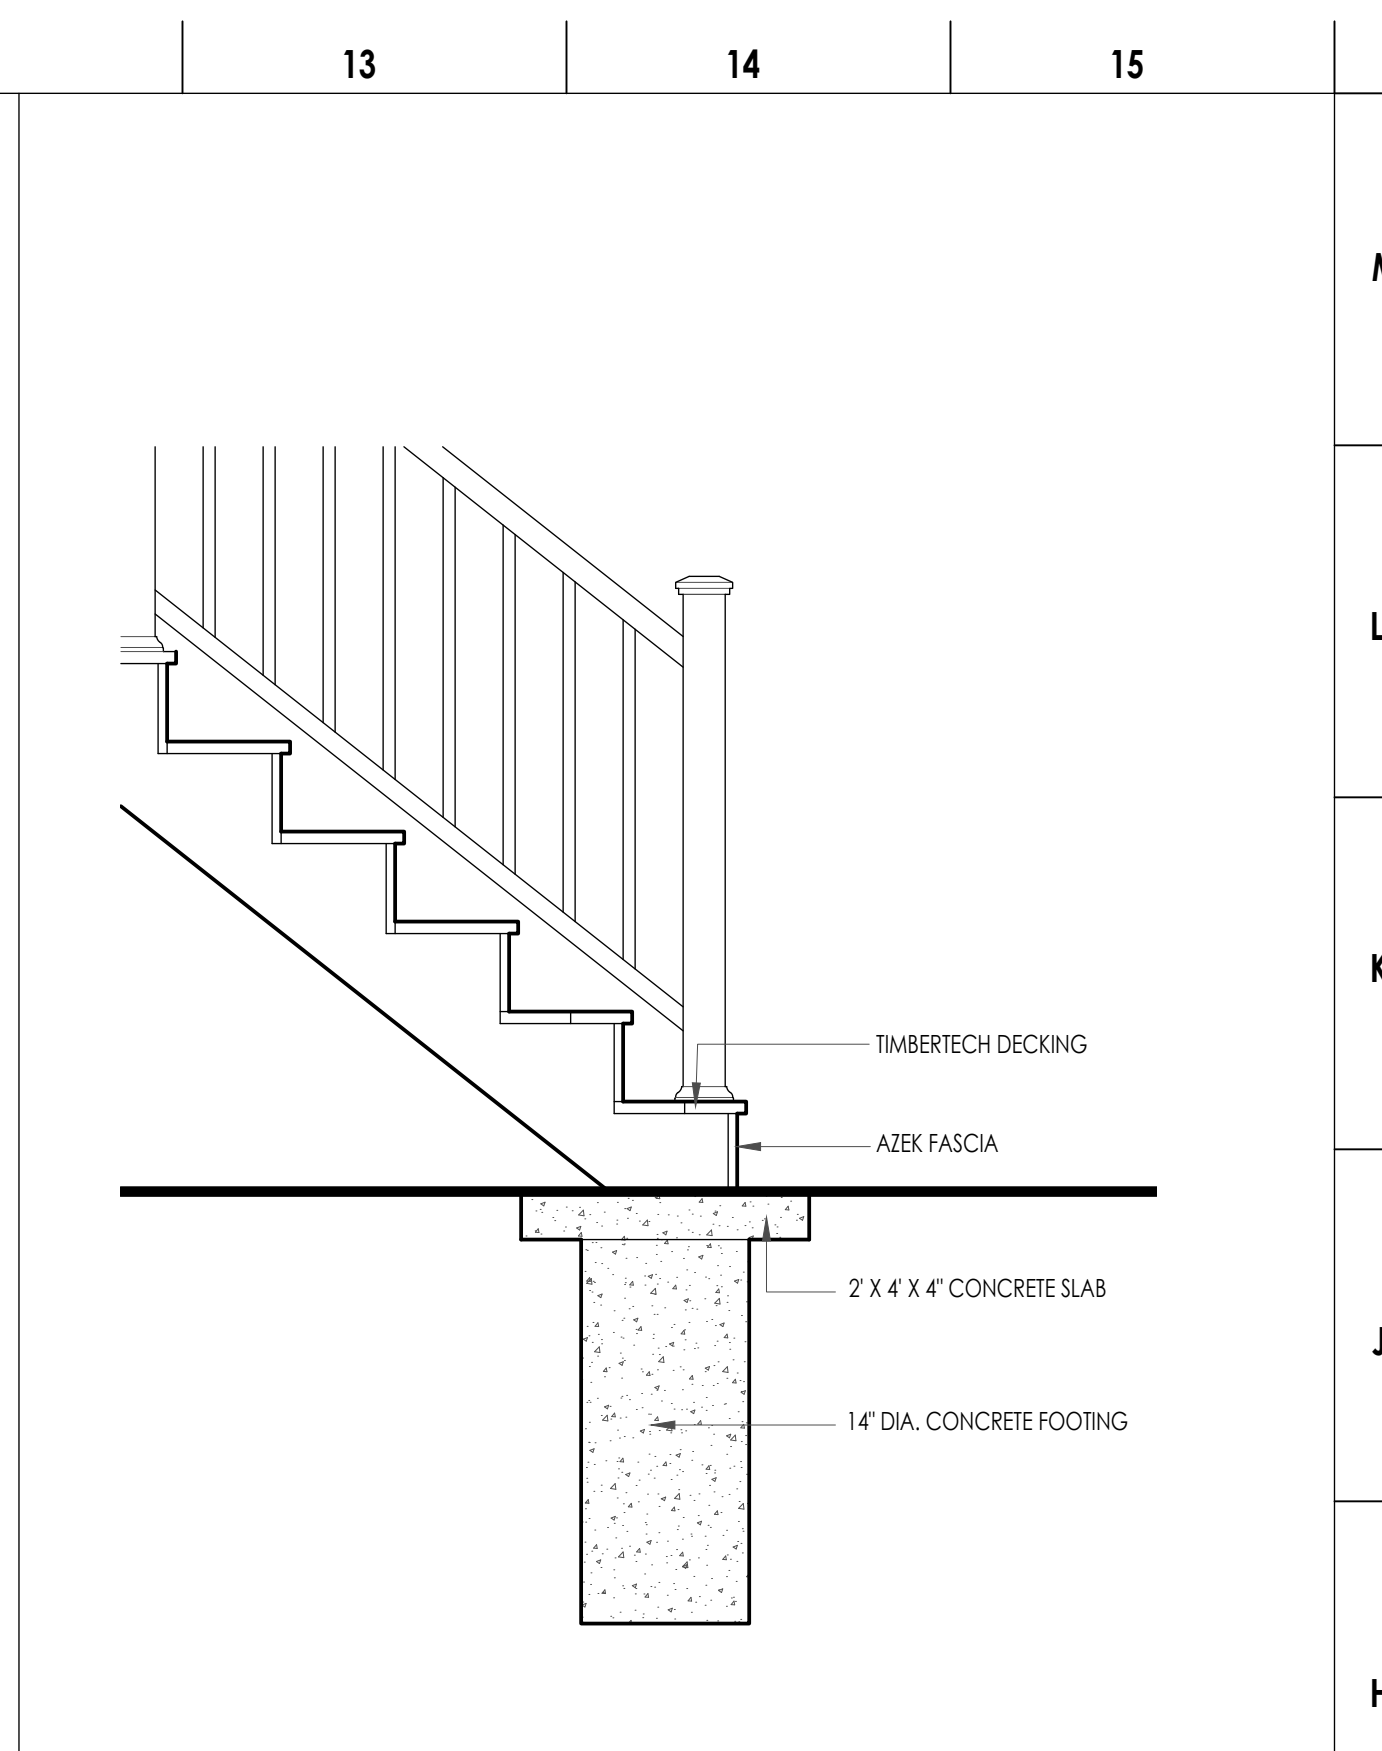 13
14
15
L
K
J
H
TIMBERTECH DECKING
AZEK FASCIA
2' X 4' X 4" CONCRETE SLAB
14" DIA. CONCRETE FOOTING